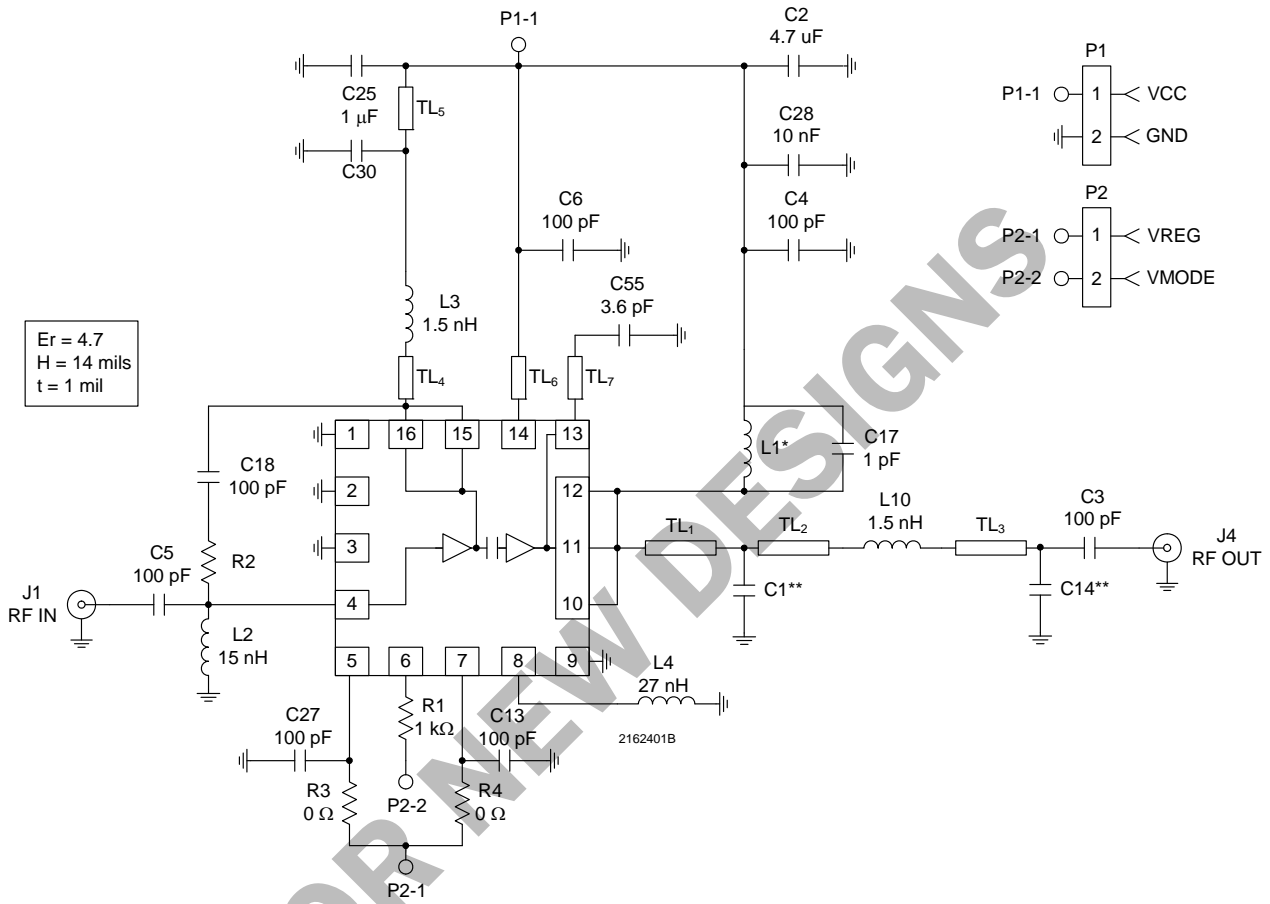 P1-1
C2
4.7 uF
P1
P1-1
1
VCC
2
GND
C25
1 μF
TL5
C28
10 nF
C30
C6
100 pF
C4
100 pF
P2
P2-1
1
VREG
P2-2
2
VMODE
C55
3.6 pF
L3
1.5 nH
Er = 4.7
H = 14 mils
t = 1 mil
TL4
TL6
TL7
1
16
15
14
13
L1*
C17
1 pF
C18
100 pF
2
12
L10
1.5 nH
C3
100 pF
TL1
TL2
TL3
J4
RF OUT
3
11
C5
100 pF
R2
C1**
C14**
J1
RF IN
4
10
L2
15 nH
5
6
7
8
9
L4
27 nH
R1
1 kΩ
C27
100 pF
C13
100 pF
2162401B
R3
0 Ω
P2-2
R4
0 Ω
P2-1
OR NEW DESIGNS